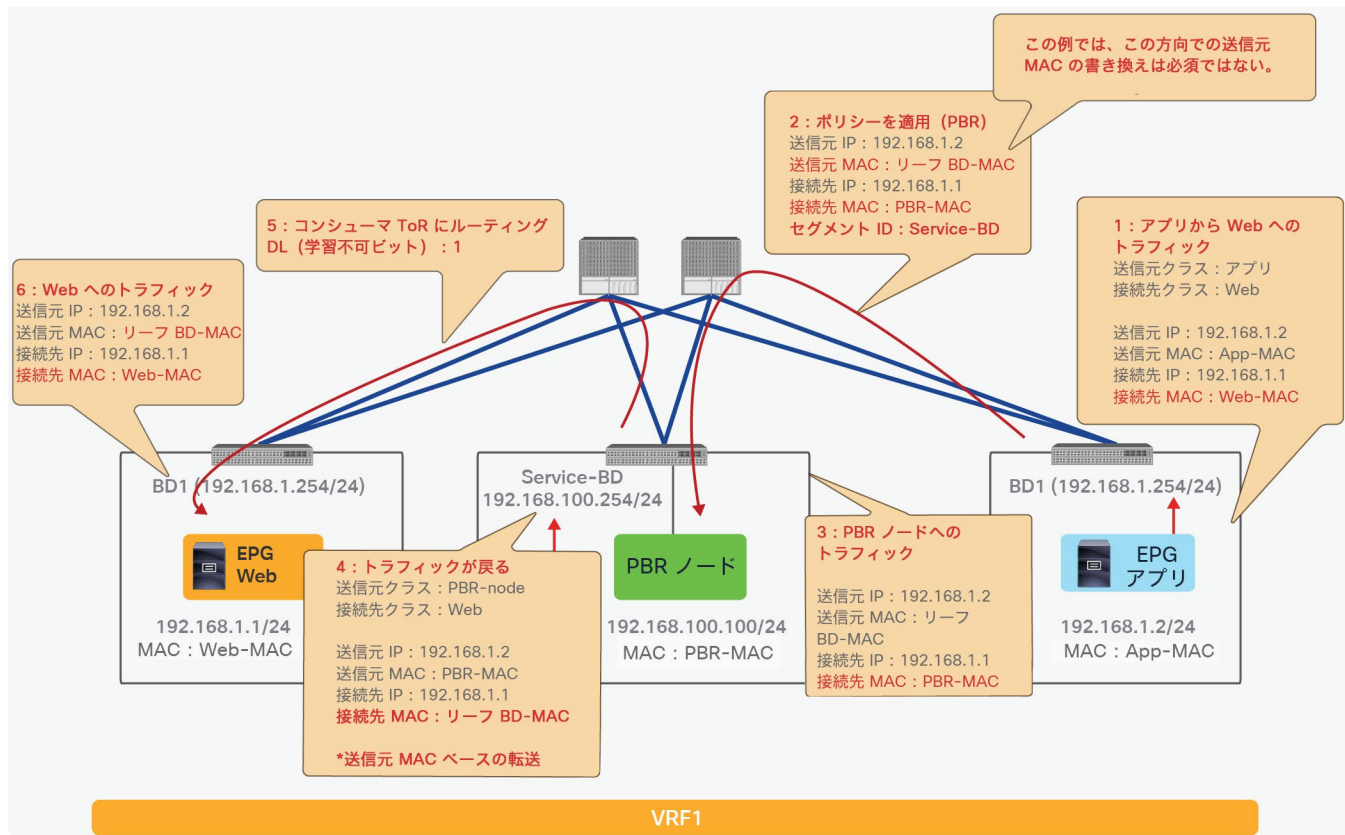 この例では、この方向での送信元
MAC の書き換えは必須ではない。
2：ポリシーを適用（PBR）
送信元 IP：192.168.1.2
送信元 MAC：リーフ BD-MAC
接続先 IP：192.168.1.1
接続先 MAC：PBR-MAC
セグメント ID：Service-BD
1：アプリから Web への
トラフィック
送信元クラス：アプリ
接続先クラス：Web
送信元 IP：192.168.1.2
送信元 MAC：App-MAC
接続先 IP：192.168.1.1
接続先 MAC：Web-MAC
5：コンシューマ ToR にルーティング
DL（学習不可ビット）：1
6：Web へのトラフィック
送信元 IP：192.168.1.2
送信元 MAC：リーフ BD-MAC
接続先 IP：192.168.1.1
接続先 MAC：Web-MAC
BD1 (192.168.1.254/24)
EPG
Web
192.168.1.1/24
MAC：Web-MAC
Service-BD
192.168.100.254/24
4：トラフィックが戻る
送信元クラス：PBR-node
接続先クラス：Web
送信元 IP：192.168.1.2
送信元 MAC：PBR-MAC
接続先 IP：192.168.1.1
接続先 MAC：リーフ BD-MAC
*送信元 MAC ベースの転送
PBR ノード
192.168.100.100/24
MAC：PBR-MAC
3：PBR ノードへの
トラフィック
送信元 IP：192.168.1.2
送信元 MAC：リーフ
BD-MAC
接続先 IP：192.168.1.1
接続先 MAC：PBR-MAC
BD1 (192.168.1.254/24)
EPG
アプリ
192.168.1.2/24
MAC：App-MAC
VRF1